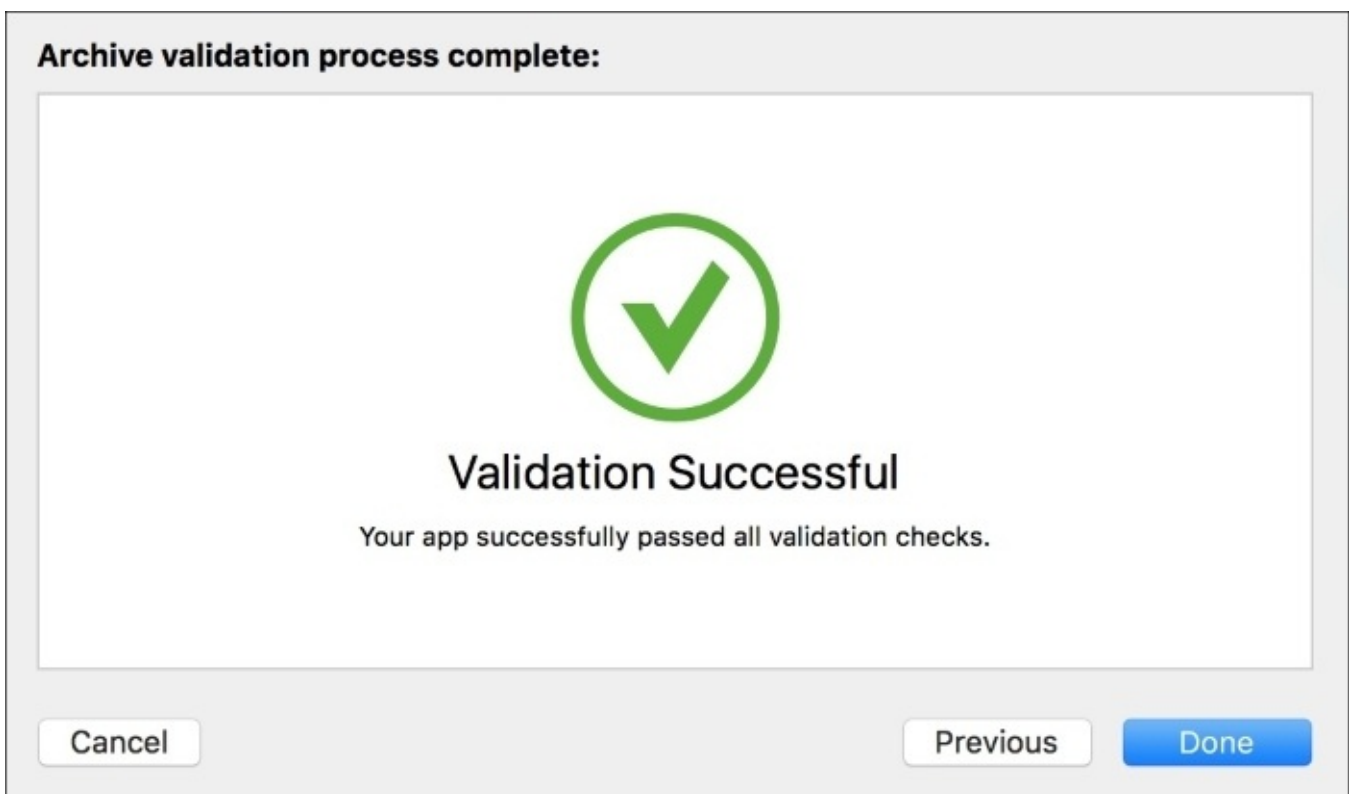 Archive validation process complete:
Validation Successful
Your app successfully passed all validation checks.
Cancel
Previous
Done